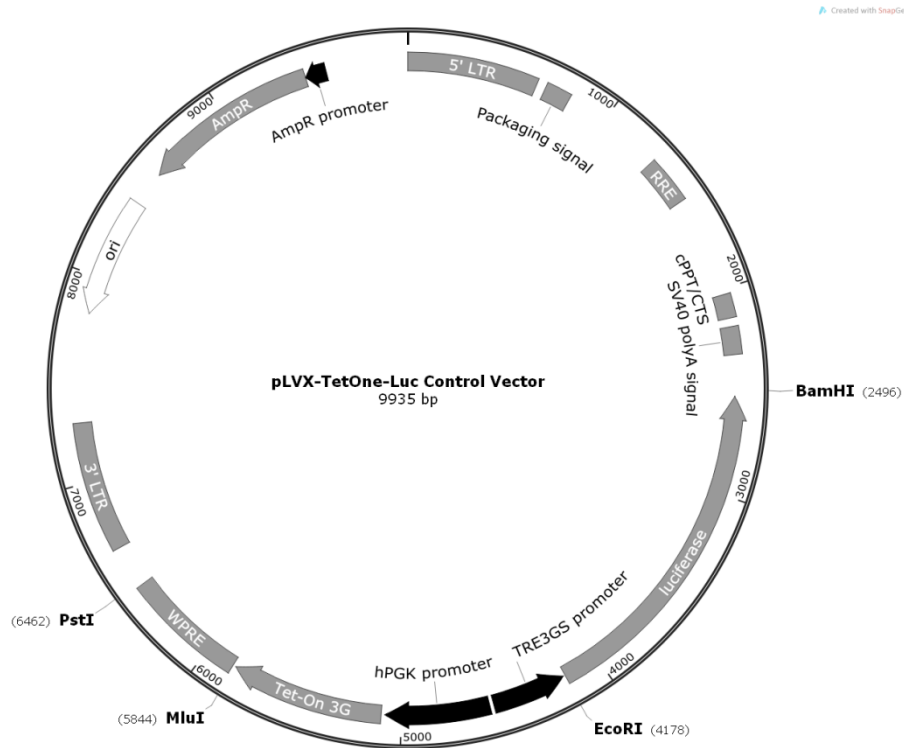 Created with SnapGe
5' LTR
Packaging signal
1000
RRE
2000
cPPT/CTS
SV40 polyA signal
BamHI (2496)
3000
luciferase
4000
TRE3GS promoter
EcoRI (4178)
hPGK promoter
5000
Tet-On 3G
(5844) MluI
6000
WPRE
(6462) PstI
7000
3' LTR
8000
ori
9000
AmpR
AmpR promoter
pLVX-TetOne-Luc Control Vector
9935 bp